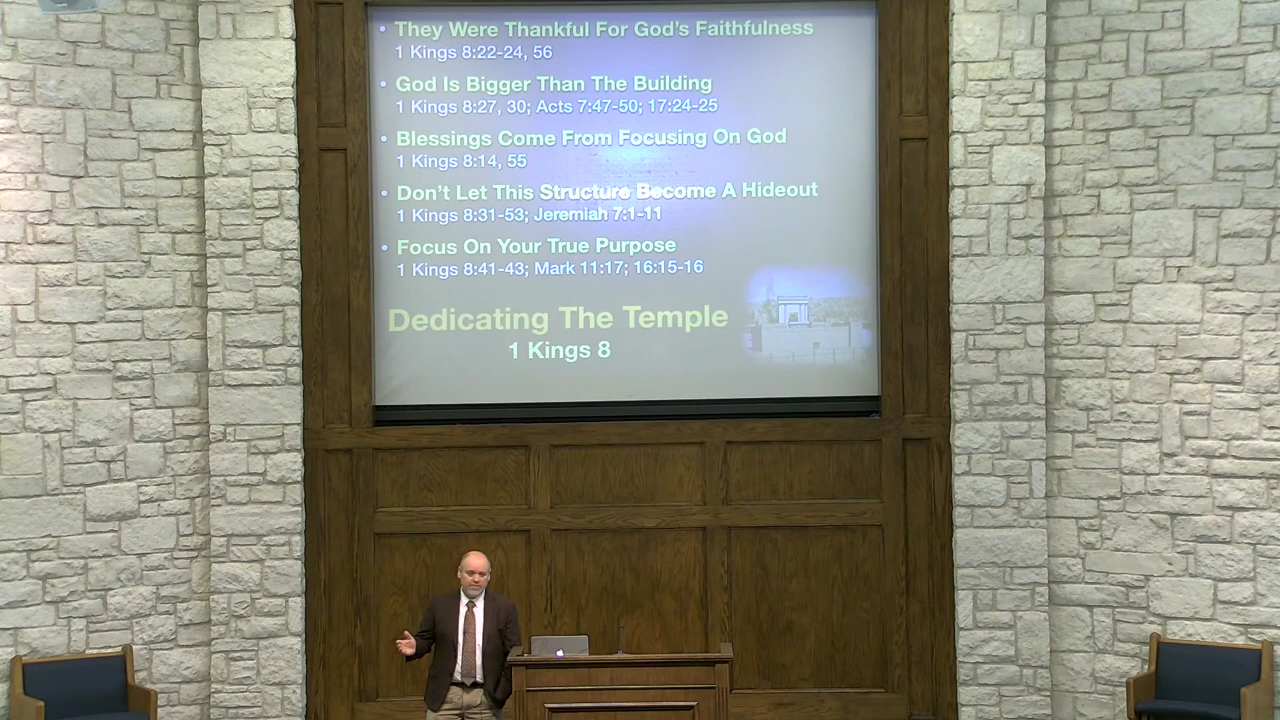 • They Were Thankful For God's Faithfulness
1 Kings 8:22-24, 56
• God Is Bigger Than The Building
1 Kings 8:27, 30; Acts 7:47-50; 17:24-25
• Blessings Come From Focusing On God
1 Kings 8:14, 55
• Don't Let This Structure Become A Hideout
1 Kings 8:31-53; Jeremiah 7:1-11
• Focus On Your True Purpose
1 Kings 8:41-43; Mark 11:17; 16:15-16
Dedicating The Temple
1 Kings 8